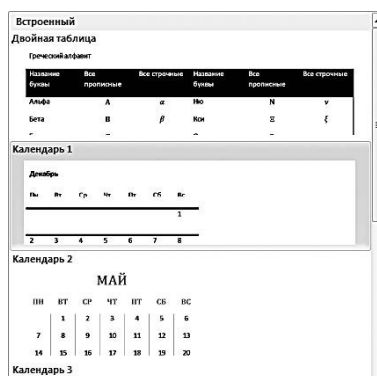 Встроенный
Двойная таблица
Греческий алфавит
Название буквы Все прописные Все строчные Название буквы Все прописные Все строчные
Альфа Α α Ню Ν ν
Бета Β β Кси Ξ ξ
Календарь 1
Декабрь
Пн Вт Ср Чт Пт Сб Вс
1
2 3 4 5 6 7 8
Календарь 2
МАЙ
ПН ВТ СР ЧТ ПТ СБ ВС
1 2 3 4 5 6
7 8 9 10 11 12 13
14 15 16 17 18 19 20
Календарь 3